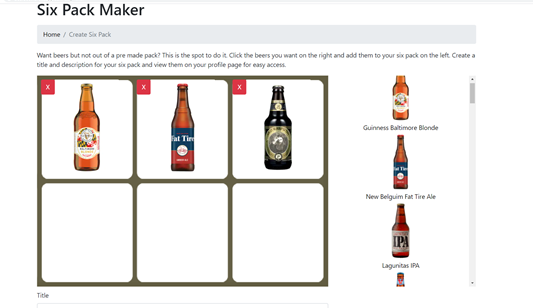 Six Pack Maker
Home / Create Six Pack
Want beers but not out of a pre made pack? This is the spot to do it. Click the beers you want on the right and add them to your six pack on the left. Create a
title and description for your six pack and view them on your profile page for easy access.
X X X
Fat Tire
Guinness Baltimore Blonde
New Belguim Fat Tire Ale
IPA
Lagunitas IPA
Title